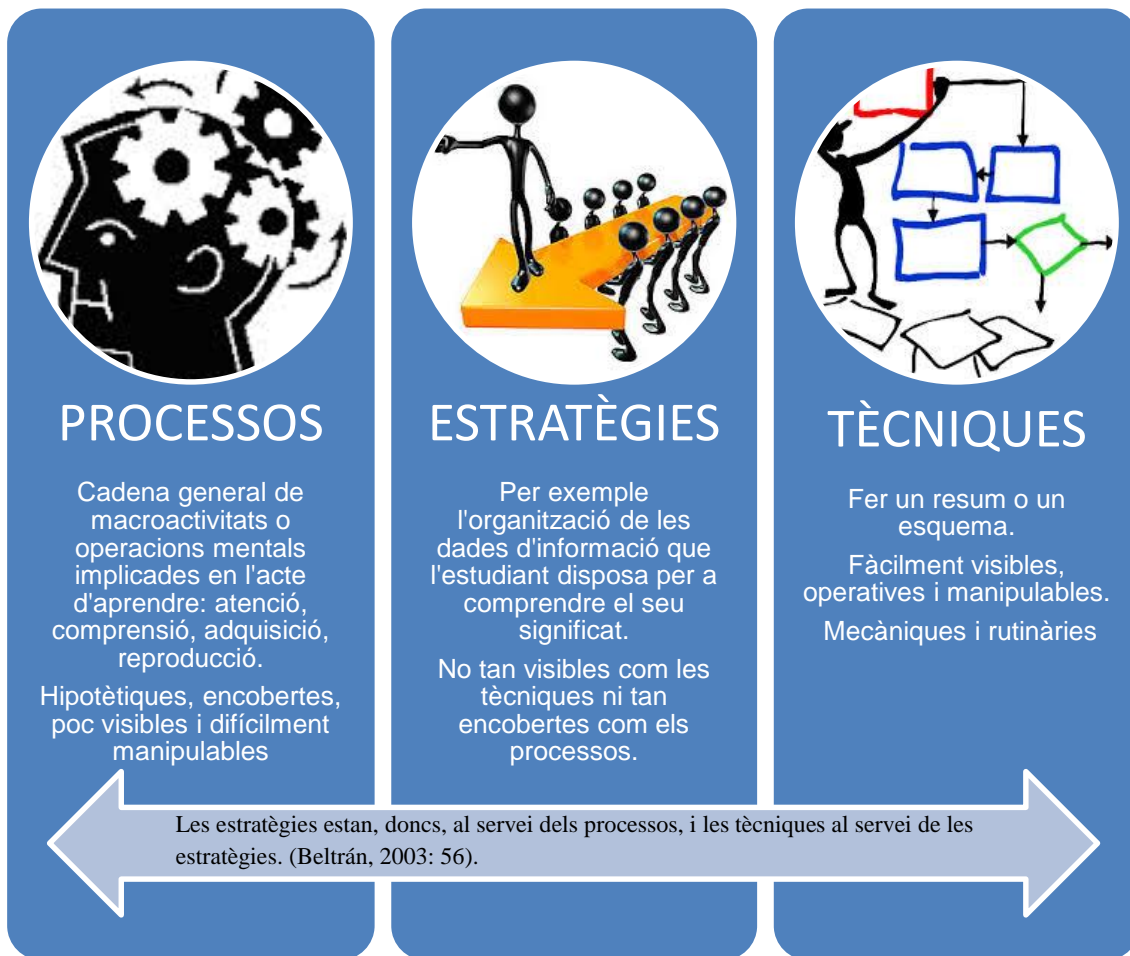 PROCESSOS
Cadena general de
macroactivitats o
operacions mentals
implicades en l'acte
d'aprendre: atenció,
comprensió, adquisició,
reproducció.
Hipotètiques, encobertes,
poc visibles i difícilment
manipulables
ESTRATÈGIES
Per exemple
l'organització de les
dades d'informació que
l'estudiant disposa per a
comprendre el seu
significat.
No tan visibles com les
tècniques ni tan
encobertes com els
processos.
TÈCNIQUES
Fer un resum o un
esquema.
Fàcilment visibles,
operatives i manipulables.
Mecàniques i rutinàries
Les estratègies estan, doncs, al servei dels processos, i les tècniques al servei de les
estratègies. (Beltrán, 2003: 56).